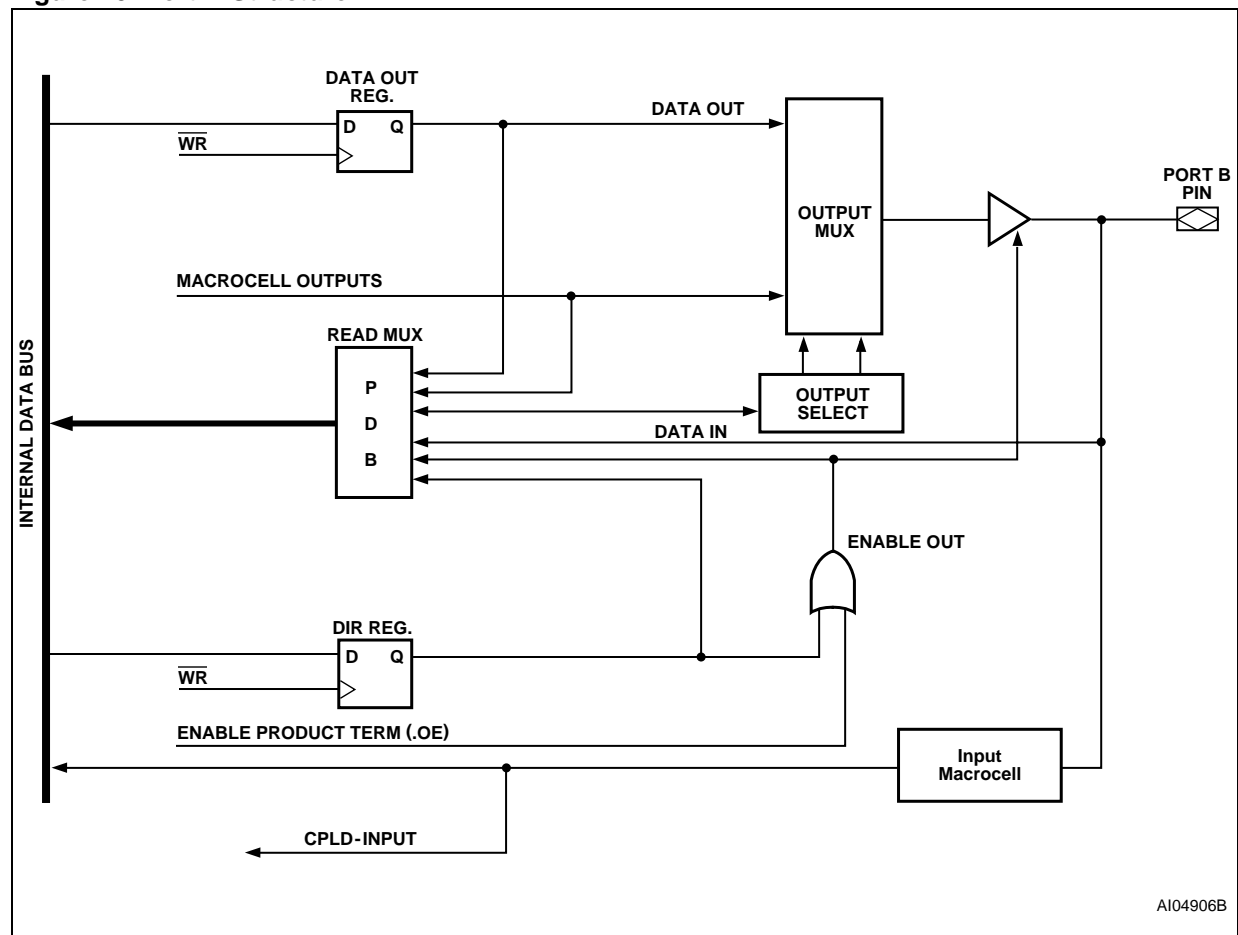 DATA OUT
REG.
D Q
WR
DATA OUT
OUTPUT
MUX
PORT B
PIN
MACROCELL OUTPUTS
READ MUX
P
D
B
OUTPUT
SELECT
DATA IN
INTERNAL DATA BUS
ENABLE OUT
DIR REG.
D Q
WR
ENABLE PRODUCT TERM (.OE)
Input
Macrocell
CPLD-INPUT
AI04906B